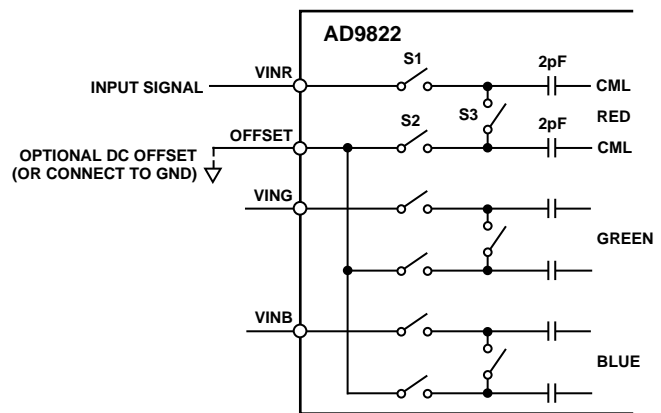 AD9822
S1
2pF
INPUT SIGNAL
VINR
CML
S3
RED
OFFSET
S2
2pF
CML
OPTIONAL DC OFFSET
(OR CONNECT TO GND)
VING
GREEN
VINB
BLUE